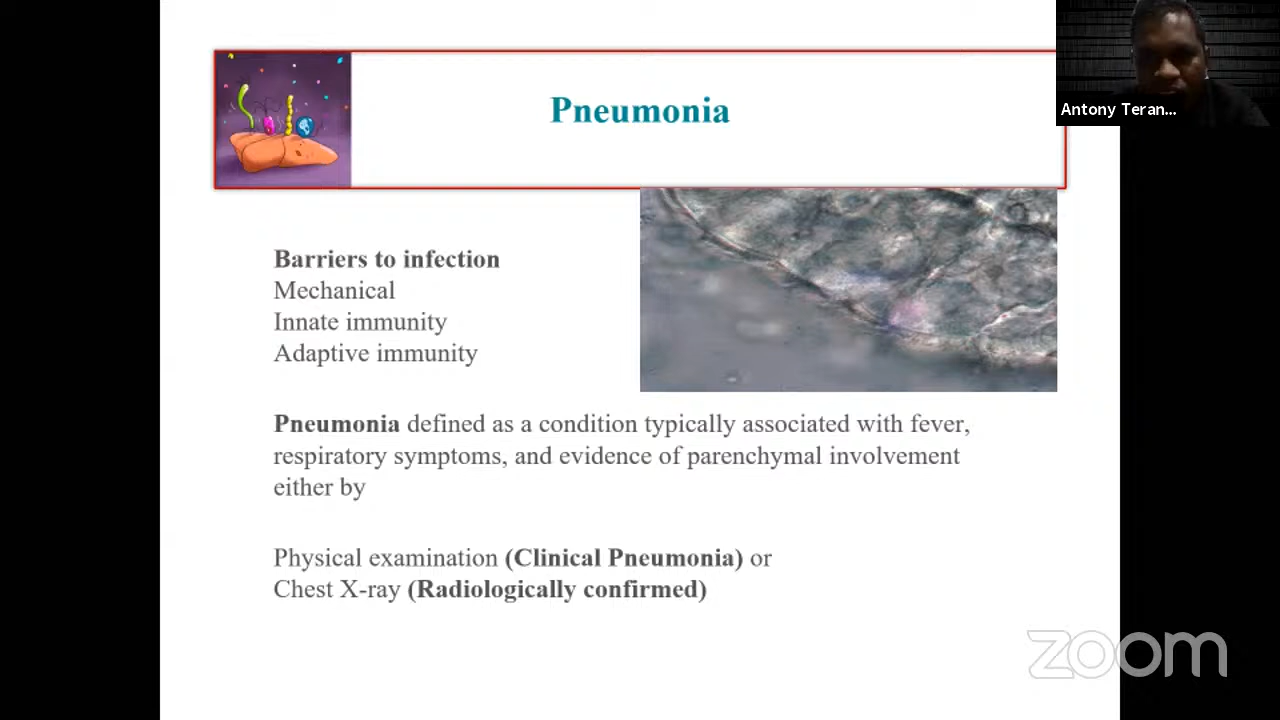 Pneumonia
Antony Teran...
Barriers to infection
Mechanical
Innate immunity
Adaptive immunity
Pneumonia defined as a condition typically associated with fever,
respiratory symptoms, and evidence of parenchymal involvement
either by
Physical examination (Clinical Pneumonia) or
Chest X-ray (Radiologically confirmed)
zoom